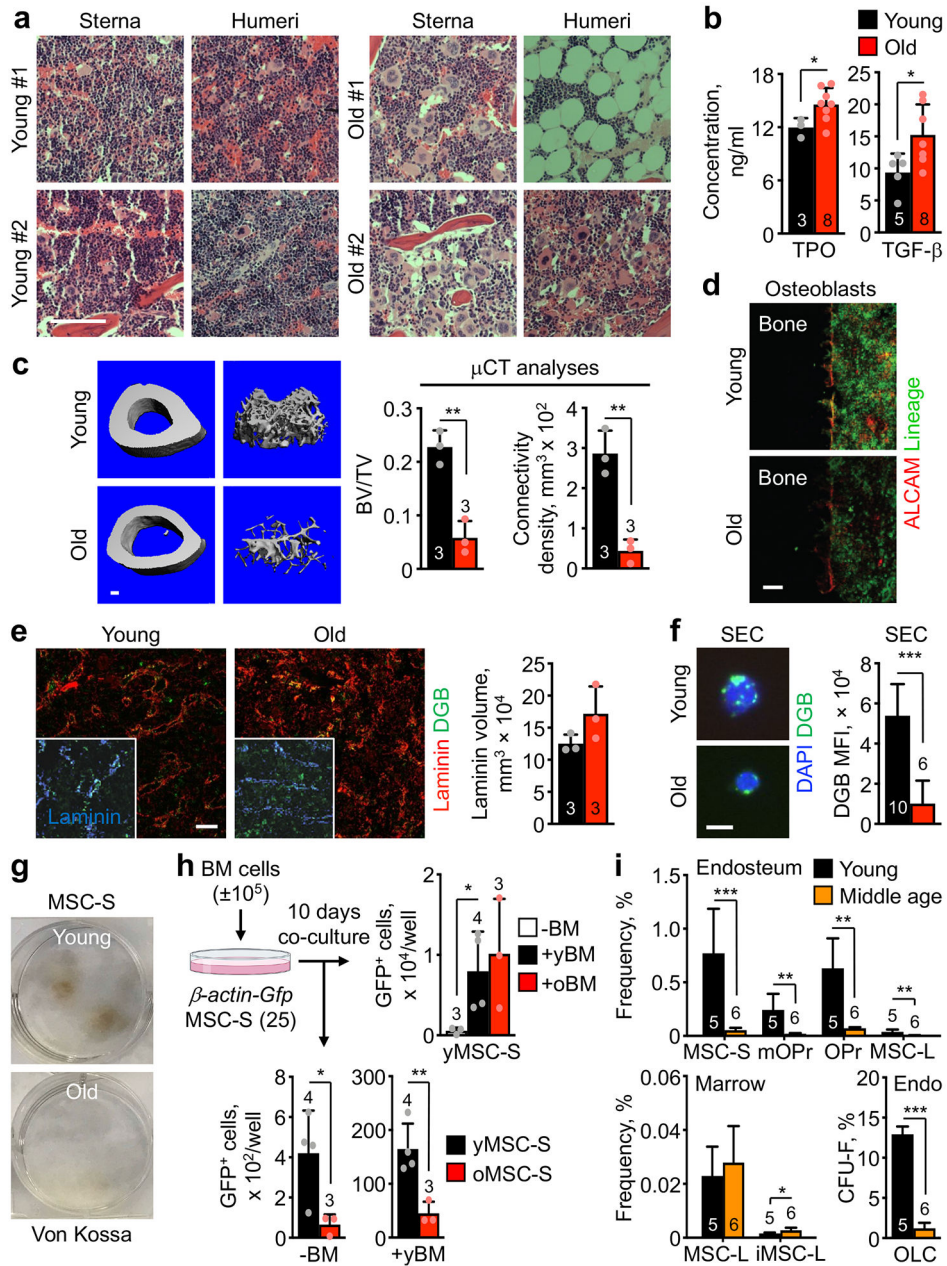 a
Sterna
Humeri
Sterna
Humeri
Young #1
Old #1
Young #2
Old #2
b
Young
Old
Concentration,
ng/ml
18
12
6
0
*
3
8
TPO
25
20
15
10
5
0
*
5
8
TGF-β
c
Young
Old
μCT analyses
BV/TV
0.3
0.2
0.1
0
**
3
3
Connectivity
density, mm³ x 10²
4
3
2
1
0
**
3
3
d
Osteoblasts
Bone
Young
Bone
Old
ALCAM Lineage
e
Young
Old
Laminin
Laminin DGB
Laminin volume,
mm³ × 10⁴
25
20
15
10
5
0
3
3
f
SEC
Young
Old
DAPI DGB
SEC
DGB MFI, × 10⁴
8
6
4
2
0
***
10
6
g
MSC-S
Young
Old
Von Kossa
h
BM cells
(±10⁵)
10 days
co-culture
β-actin-Gfp
MSC-S (25)
GFP⁺ cells,
x 10⁴/well
2
1
0
*
3
4
3
yMSC-S
-BM
+yBM
+oBM
GFP⁺ cells,
x 10²/well
8
6
4
2
0
*
4
3
-BM
300
200
100
0
**
4
3
+yBM
yMSC-S
oMSC-S
i
Endosteum
Young
Middle age
Frequency, %
1.5
1.0
0.5
0.0
***
**
**
**
5
6
5
6
5
6
5
6
MSC-S
mOPr
OPr
MSC-L
Marrow
Frequency, %
0.06
0.04
0.02
0
*
5
6
5
6
MSC-L
iMSC-L
Endo
CFU-F, %
20
15
10
5
0
***
5
6
OLC